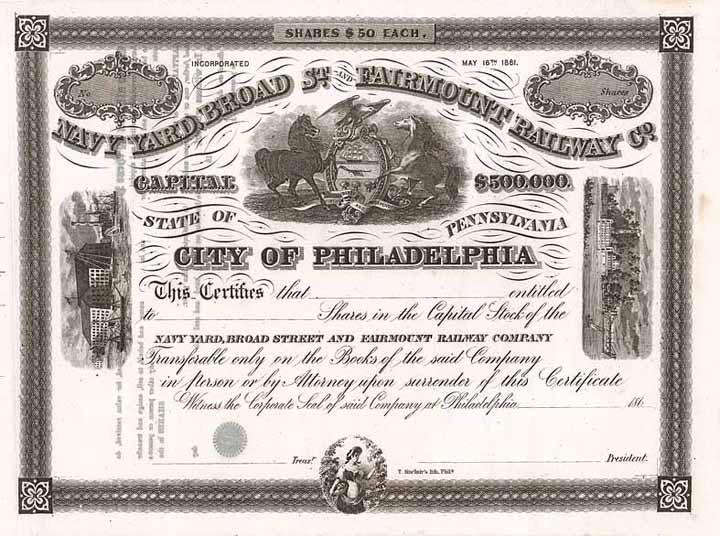 SHARES $50 EACH.
INCORPORATED MAY 16TH 1861.
No. Shares
NAVY YARD, BROAD ST. AND FAIRMOUNT RAILWAY CO.
CAPITAL $500,000.
STATE OF PENNSYLVANIA
CITY OF PHILADELPHIA
This Certifies that entitled
to Shares in the Capital Stock of the
NAVY YARD, BROAD STREET AND FAIRMOUNT RAILWAY COMPANY
Transferable only on the Books of the said Company
in person or by Attorney upon surrender of this Certificate
Witness the Corporate Seal of said Company at Philadelphia 186
Treasr. President.
T. Sinclair's lith, Phila